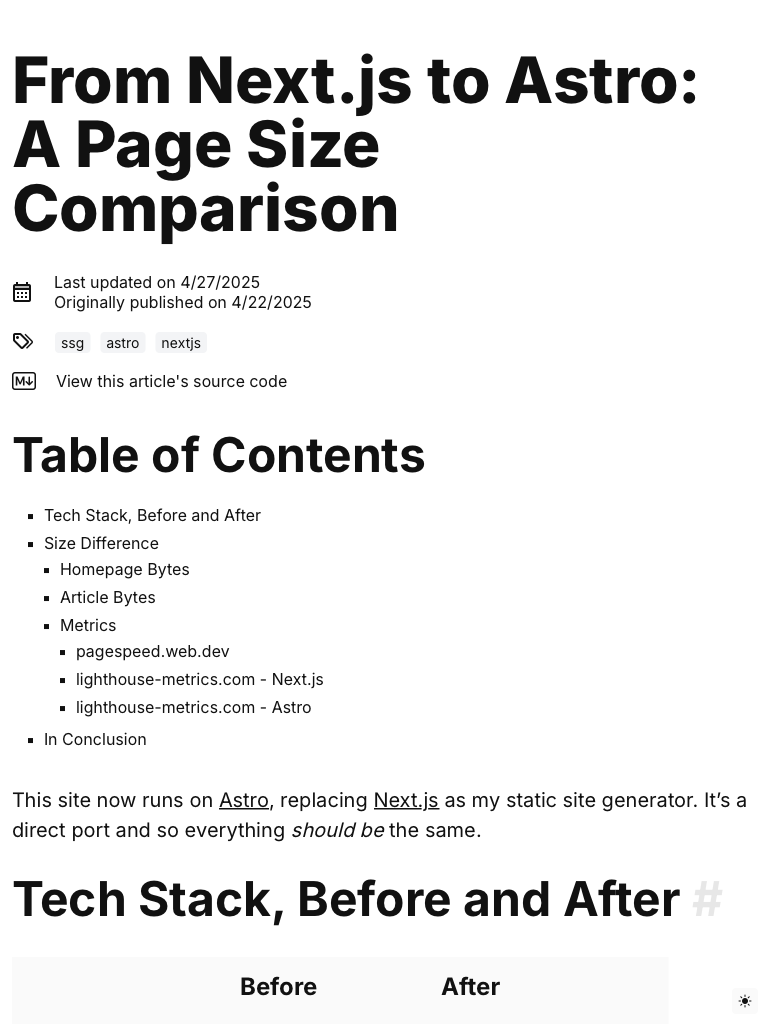 From Next.js to Astro:
A Page Size
Comparison
Last updated on 4/27/2025
Originally published on 4/22/2025
ssg astro nextjs
View this article's source code
Table of Contents
Tech Stack, Before and After
Size Difference
Homepage Bytes
Article Bytes
Metrics
pagespeed.web.dev
lighthouse-metrics.com - Next.js
lighthouse-metrics.com - Astro
In Conclusion
This site now runs on Astro, replacing Next.js as my static site generator. It’s a
direct port and so everything should be the same.
Tech Stack, Before and After #
Before After